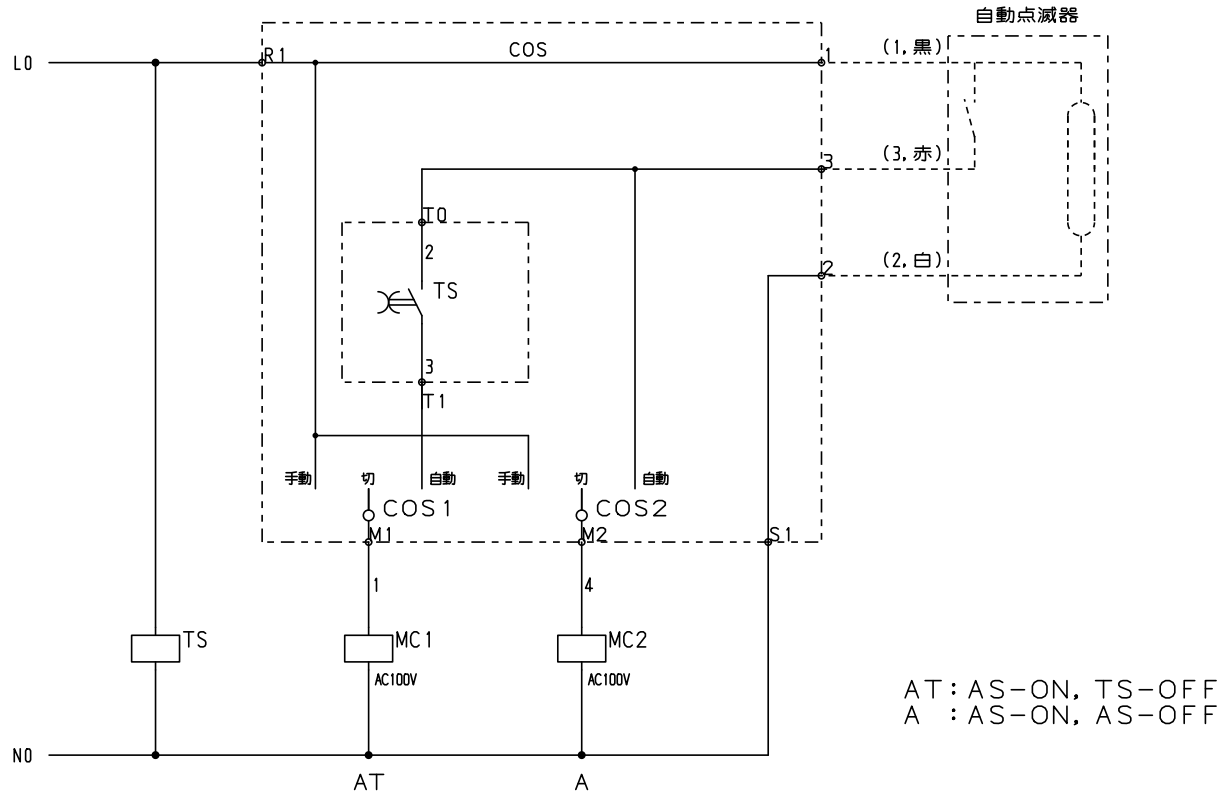 自動点滅器
COS
(1,黒)
L0
R1
1
(3,赤)
3
T0
2
(2,白)
2
TS
3
T1
手動
切
自動
手動
切
自動
COS1
COS2
M1
M2
S1
1
4
TS
MC1
MC2
AC100V
AC100V
AT:AS-ON, TS-OFF
A :AS-ON, AS-OFF
N0
AT
A